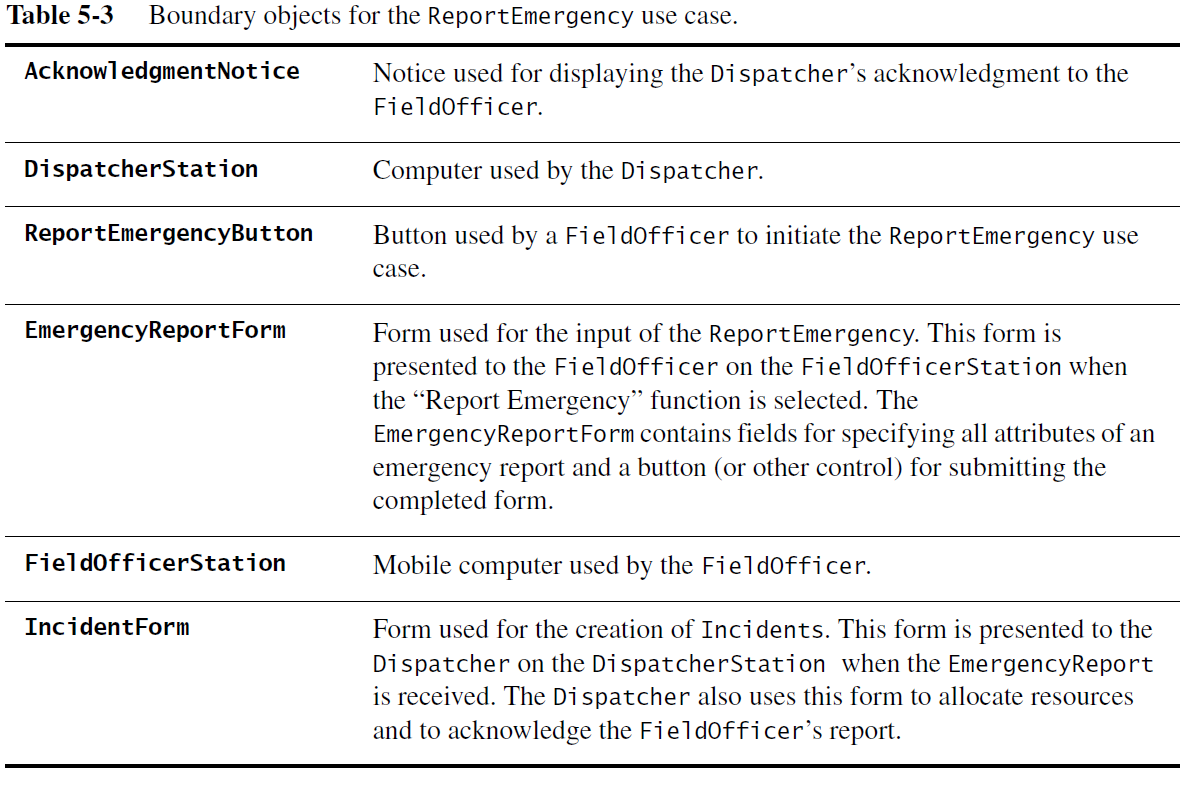 Table 5-3 Boundary objects for the ReportEmergency use case.
AcknowledgmentNotice Notice used for displaying the Dispatcher’s acknowledgment to the
FieldOfficer.
DispatcherStation Computer used by the Dispatcher.
ReportEmergencyButton Button used by a FieldOfficer to initiate the ReportEmergency use
case.
EmergencyReportForm Form used for the input of the ReportEmergency. This form is
presented to the FieldOfficer on the FieldOfficerStation when
the “Report Emergency” function is selected. The
EmergencyReportForm contains fields for specifying all attributes of an
emergency report and a button (or other control) for submitting the
completed form.
FieldOfficerStation Mobile computer used by the FieldOfficer.
IncidentForm Form used for the creation of Incidents. This form is presented to the
Dispatcher on the DispatcherStation when the EmergencyReport
is received. The Dispatcher also uses this form to allocate resources
and to acknowledge the FieldOfficer’s report.